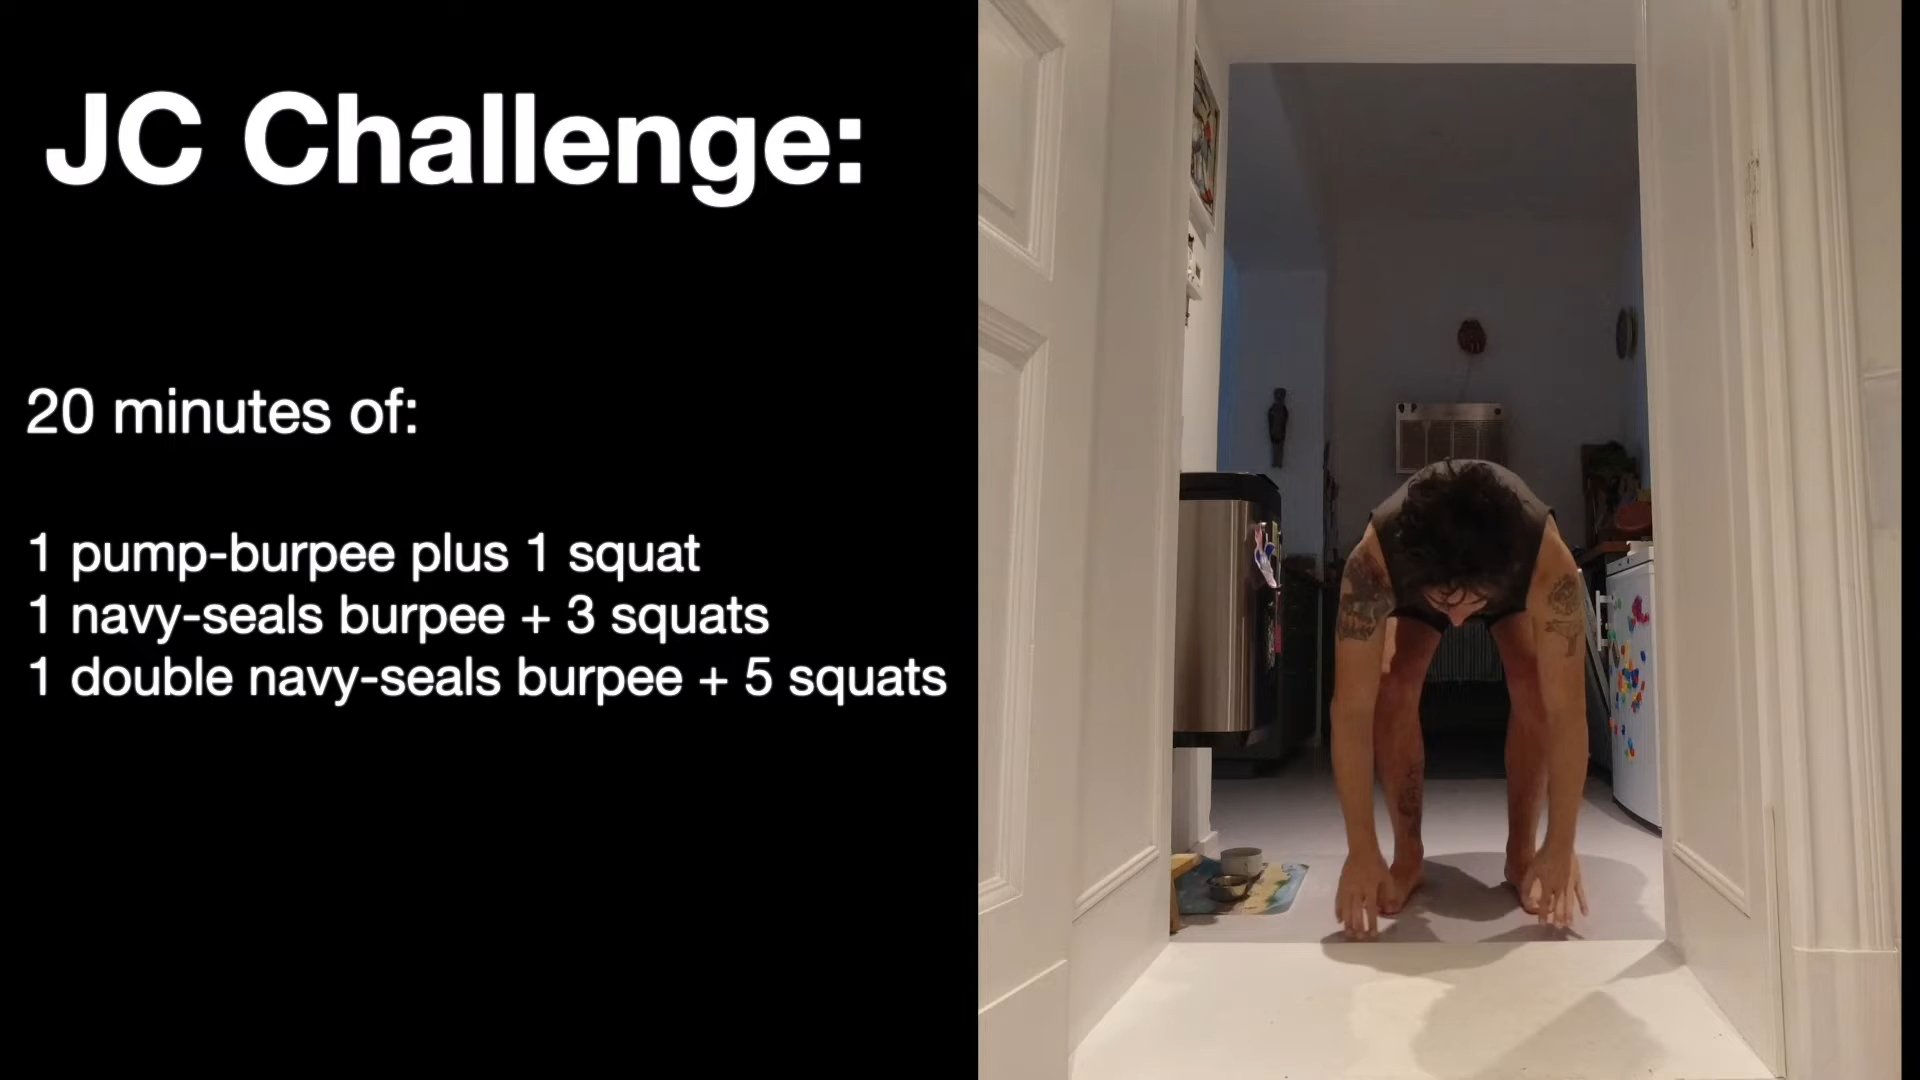 JC Challenge:
20 minutes of:
1 pump-burpee plus 1 squat
1 navy-seals burpee + 3 squats
1 double navy-seals burpee + 5 squats